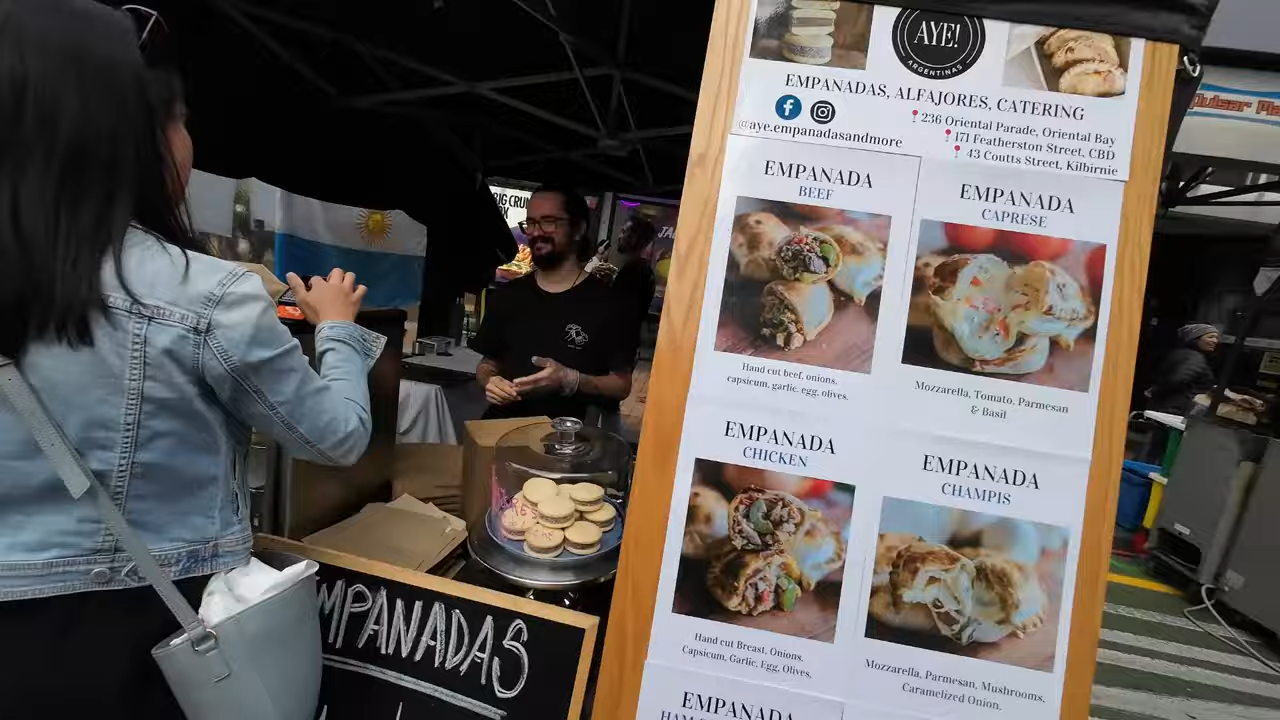 AYE!
ARGENTINAS
EMPANADAS, ALFAJORES, CATERING
@aye.empanadasandmore
236 Oriental Parade, Oriental Bay
171 Featherston Street, CBD
43 Coutts Street, Kilbirnie
EMPANADA
BEEF
Hand cut beef, onions,
capsicum, garlic, egg, olives.
EMPANADA
CAPRESE
Mozzarella, Tomato, Parmesan
& Basil
EMPANADA
CHICKEN
Hand cut Breast, Onions,
Capsicum, Garlic, Egg, Olives.
EMPANADA
CHAMPIS
Mozzarella, Parmesan, Mushrooms,
Caramelized Onion.
EMPANADA
EMPANADAS